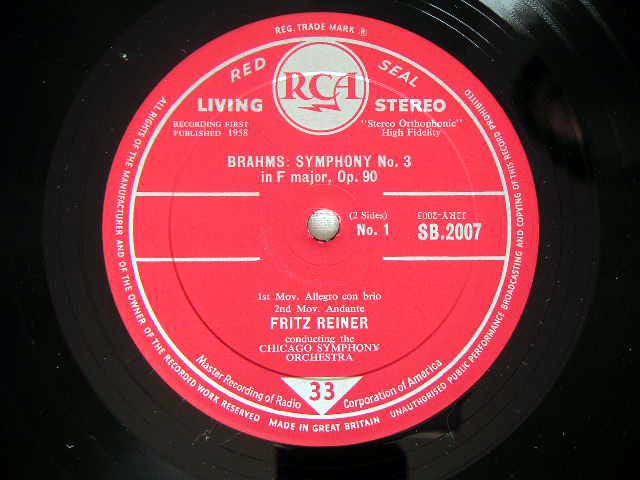 REG. TRADE MARK ®
RED SEAL
RCA
LIVING STEREO
RECORDING FIRST
PUBLISHED 1958
"Stereo Orthophonic"
High Fidelity
BRAHMS: SYMPHONY No. 3
in F major, Op. 90
(2 Sides)
No. 1
J2RY-2003
SB.2007
1st Mov. Allegro con brio
2nd Mov. Andante
FRITZ REINER
conducting the
CHICAGO SYMPHONY
ORCHESTRA
Master Recording of Radio Corporation of America
33
ALL RIGHTS OF THE MANUFACTURER AND OF THE OWNER OF THE RECORDED WORK RESERVED
UNAUTHORISED PUBLIC PERFORMANCE BROADCASTING AND COPYING OF THIS RECORD PROHIBITED
MADE IN GREAT BRITAIN